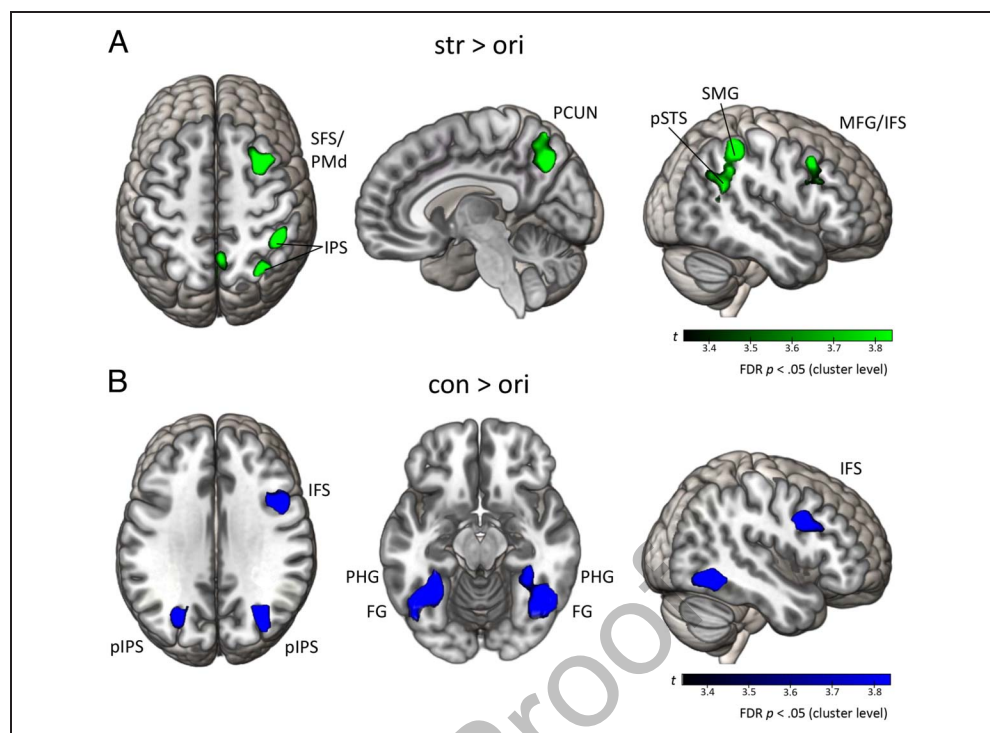 A
str > ori
SFS/
PMd
IPS
PCUN
SMG
pSTS
MFG/IFS
t
3.4 3.5 3.6 3.7 3.8
FDR p < .05 (cluster level)
B
con > ori
IFS
pIPS
pIPS
PHG
FG
PHG
FG
IFS
t
3.4 3.5 3.6 3.7 3.8
FDR p < .05 (cluster level)
Proof